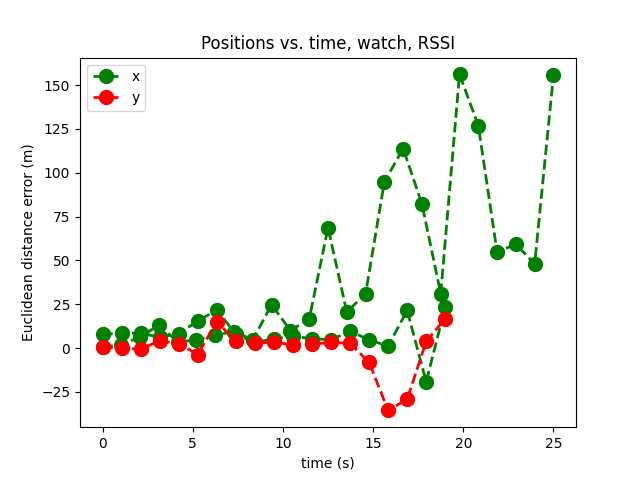 Positions vs. time, watch, RSSI
x
y
Euclidean distance error (m)
150
125
100
75
50
25
0
−25
0 5 10 15 20 25
time (s)